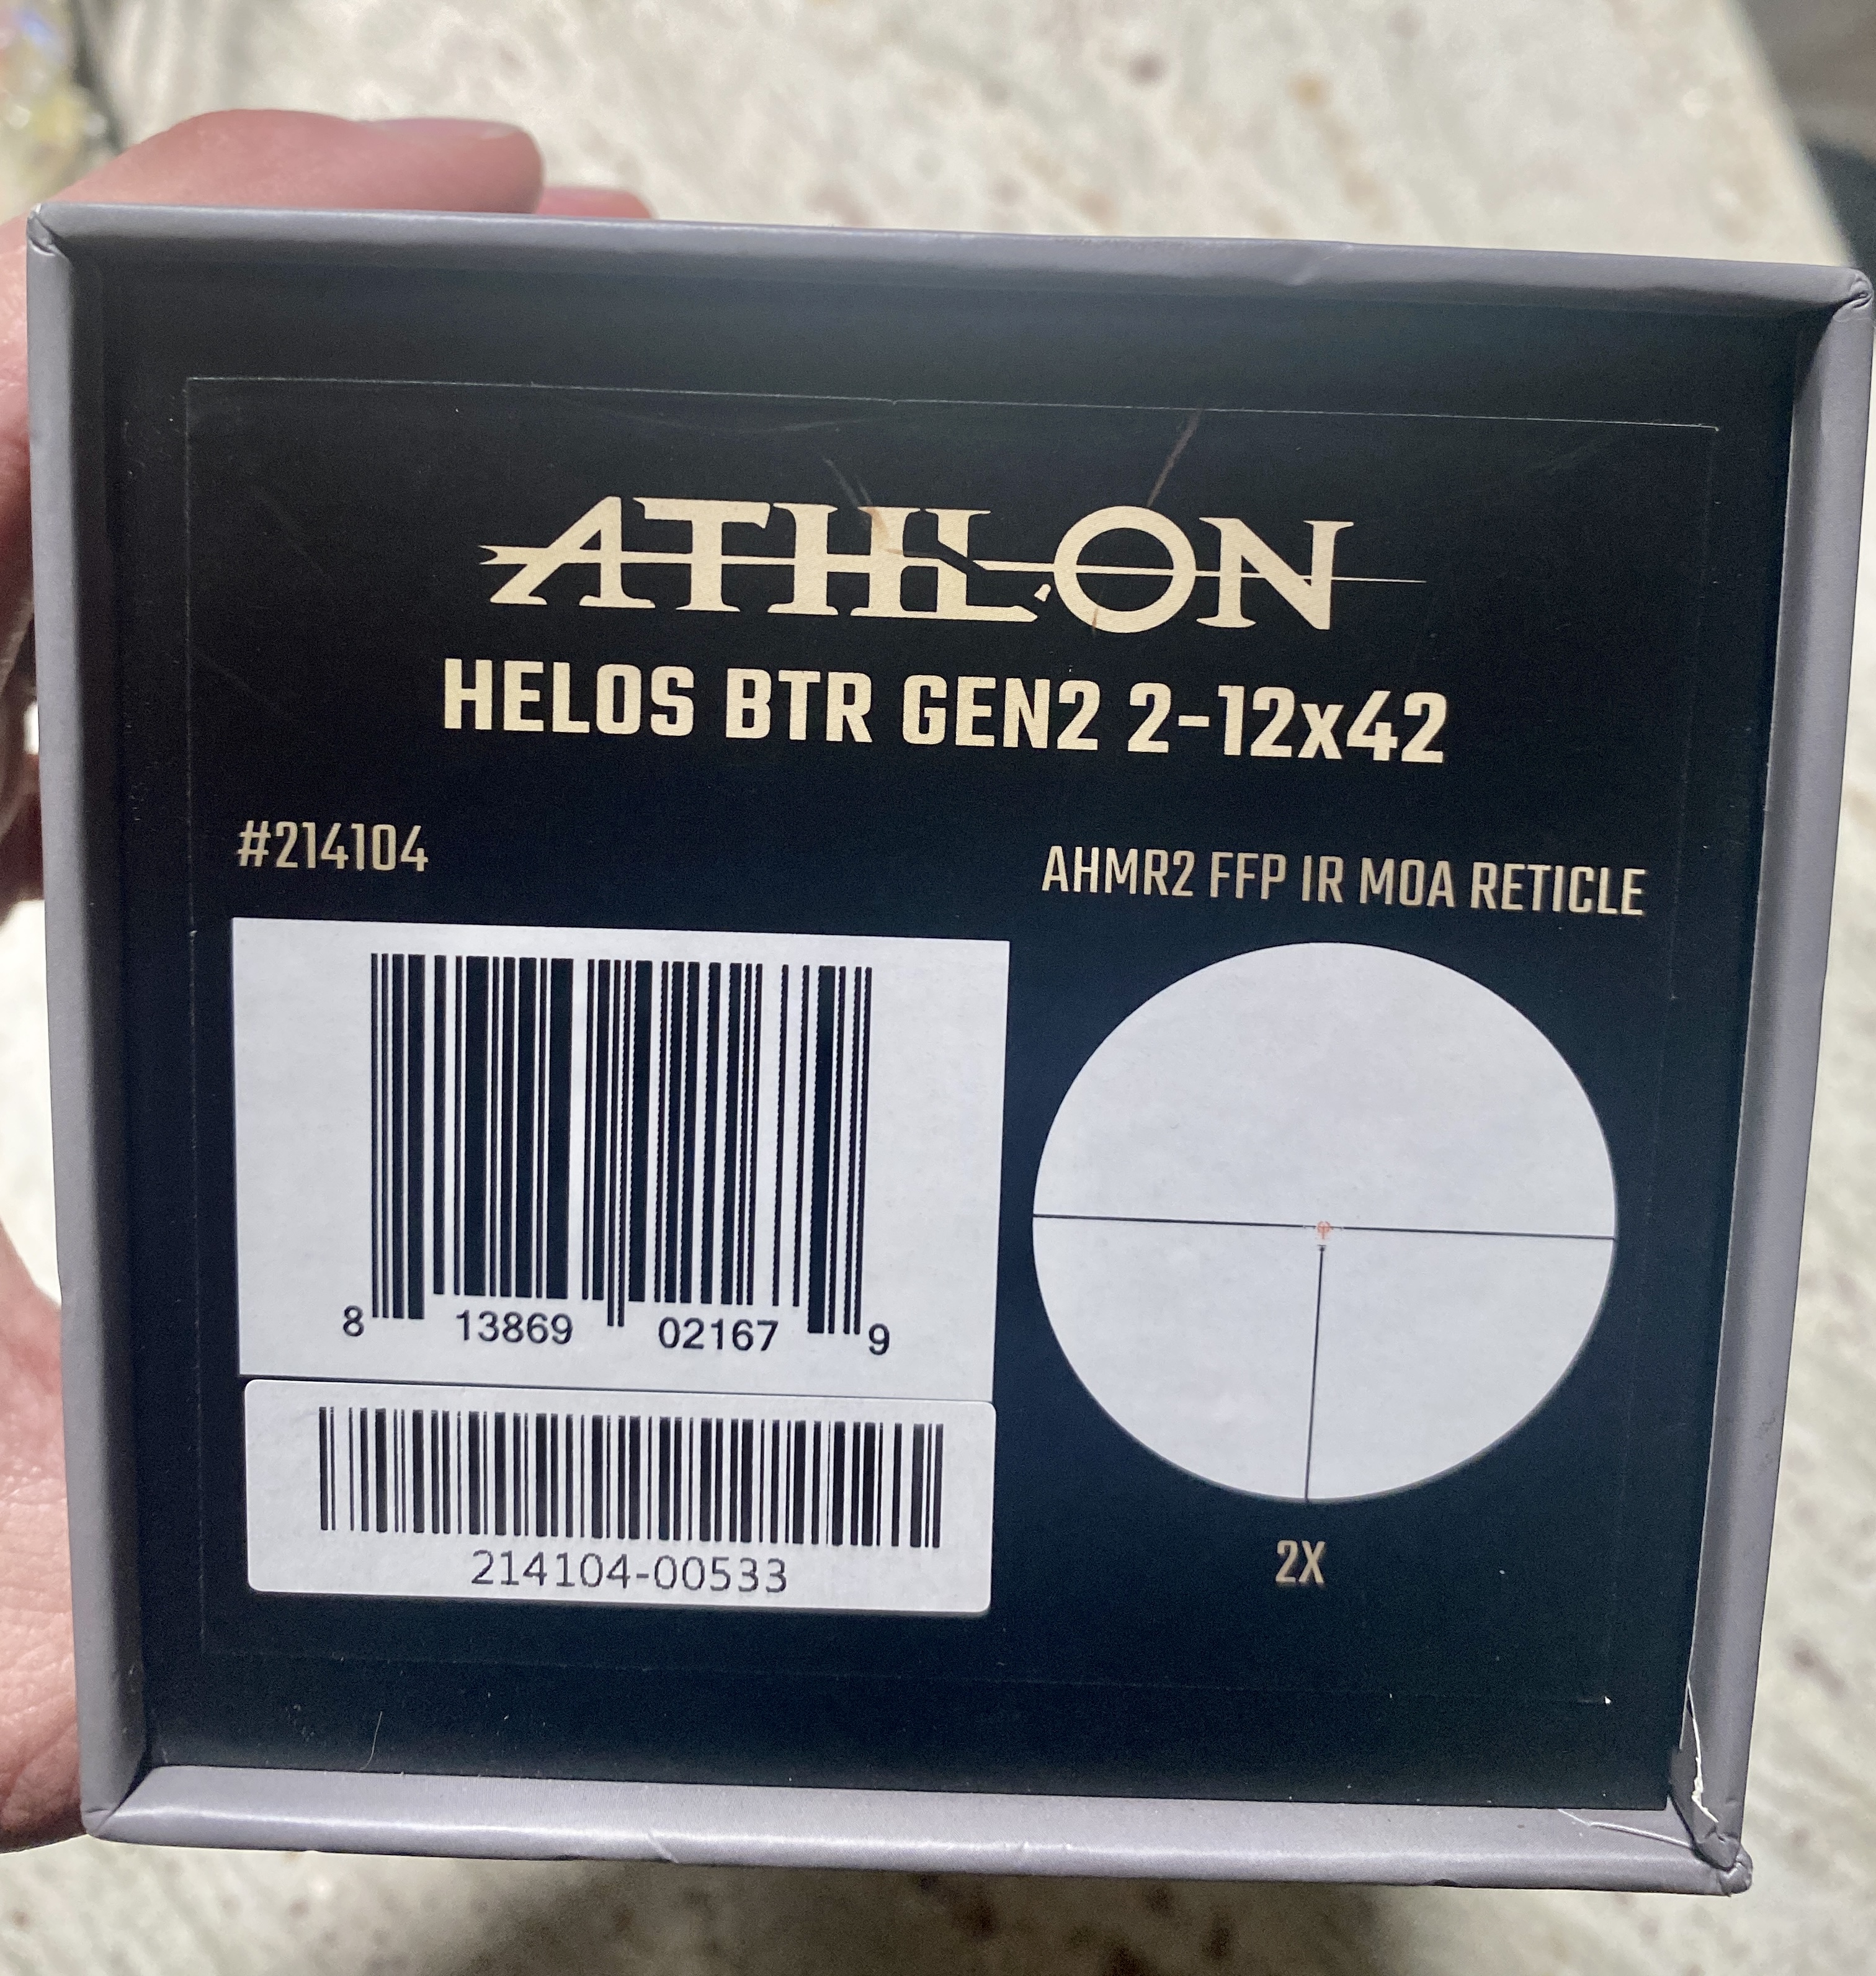 ATHLON
HELOS BTR GEN2 2-12x42
#214104
AHMR2 FFP IR MOA RETICLE
8 13869 02167 9
214104-00533
2X